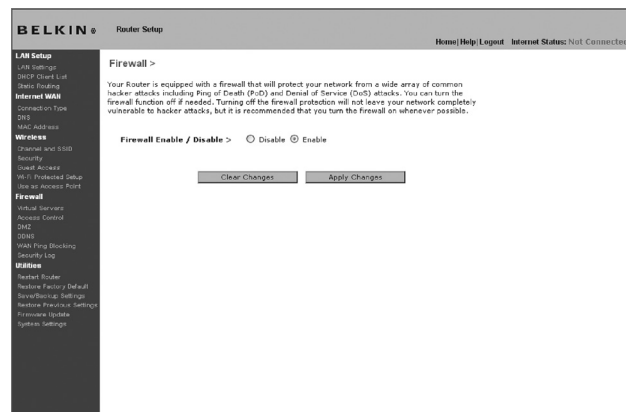 BELKIN
Router Setup
Home|Help|Logout Internet Status: Not Connected
LAN Setup
LAN Settings
DHCP Client List
Static Routing
Internet WAN
Connection Type
DNS
MAC Address
Wireless
Channel and SSID
Security
Guest Access
Wi-Fi Protected Setup
Use as Access Point
Firewall
Virtual Servers
Access Control
DMZ
DDNS
WAN Ping Blocking
Security Log
Utilities
Restart Router
Restore Factory Default
Save/Backup Settings
Restore Previous Settings
Firmware Update
System Settings
Firewall >
Your Router is equipped with a firewall that will protect your network from a wide array of common
hacker attacks including Ping of Death (PoD) and Denial of Service (DoS) attacks. You can turn the
firewall function off if needed. Turning off the firewall protection will not leave your network completely
vulnerable to hacker attacks, but it is recommended that you turn the firewall on whenever possible.
Firewall Enable / Disable > Disable Enable
Clear Changes Apply Changes